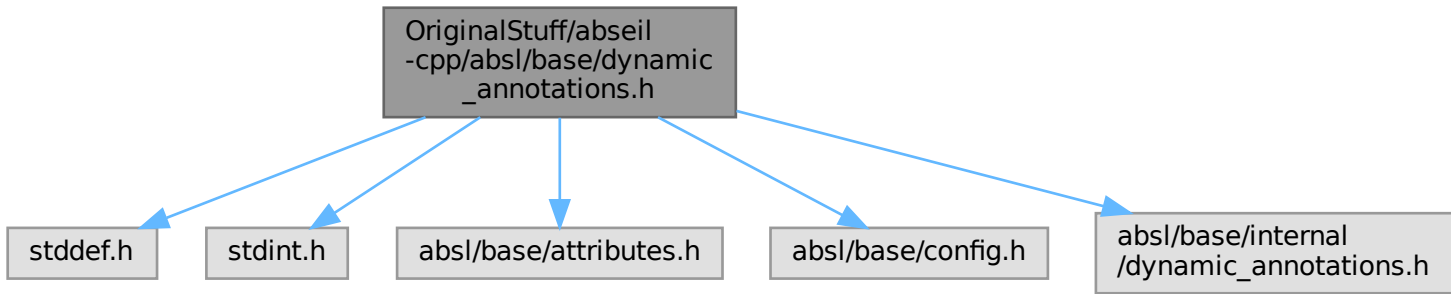 OriginalStuff/abseil
-cpp/absl/base/dynamic
_annotations.h
stddef.h
stdint.h
absl/base/attributes.h
absl/base/config.h
absl/base/internal
/dynamic_annotations.h